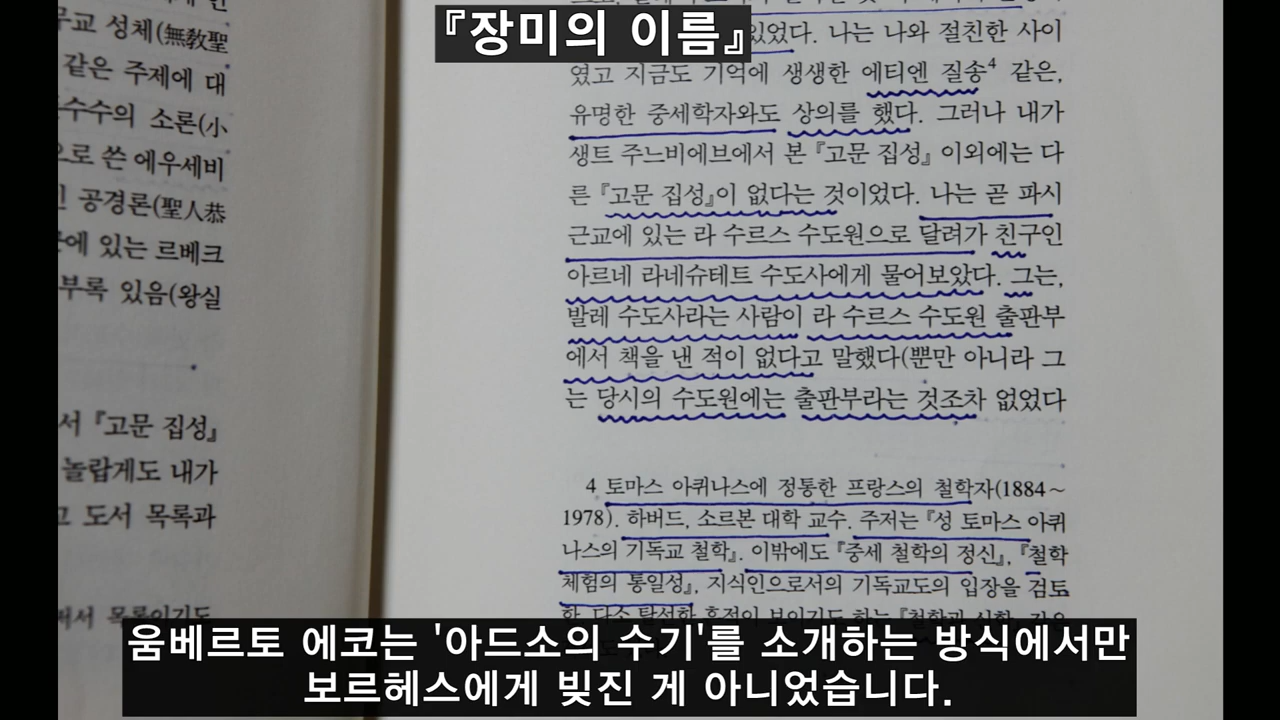 『장미의 이름』
교 성체(無敎聖
같은 주제에 대
수수의 소론(小
으로 쓴 에우세비
공경론(聖人恭
에 있는 르베크
부록 있음(왕실
서 『고문 집성』
놀랍게도 내가
고 도서 목록과
있었다. 나는 나와 절친한 사이
였고 지금도 기억에 생생한 에티엔 질송4 같은,
유명한 중세학자와도 상의를 했다. 그러나 내가
생트 주느비에브에서 본 『고문 집성』 이외에는 다
른 『고문 집성』이 없다는 것이었다. 나는 곧 파시
근교에 있는 라 수르스 수도원으로 달려가 친구인
아르네 라네슈테트 수도사에게 물어보았다. 그는,
발레 수도사라는 사람이 라 수르스 수도원 출판부
에서 책을 낸 적이 없다고 말했다(뿐만 아니라 그
는 당시의 수도원에는 출판부라는 것조차 없었다
4 토마스 아퀴나스에 정통한 프랑스의 철학자(1884~
1978). 하버드, 소르본 대학 교수. 주저는 『성 토마스 아퀴
나스의 기독교 철학』. 이밖에도 『중세 철학의 정신』, 『철학
체험의 통일성』, 지식인으로서의 기독교도의 입장을 검토
움베르토 에코는 '아드소의 수기'를 소개하는 방식에서만
보르헤스에게 빚진 게 아니었습니다.